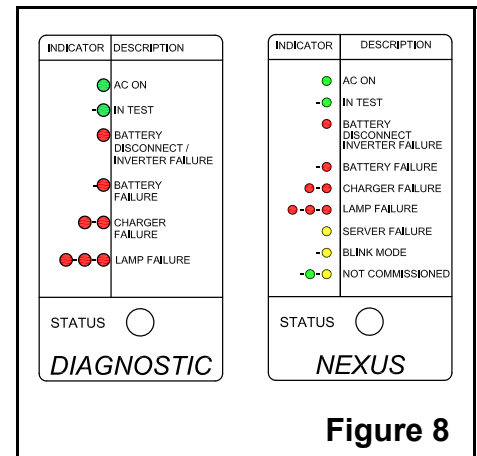 INDICATOR DESCRIPTION
AC ON
IN TEST
BATTERY
DISCONNECT /
INVERTER FAILURE
BATTERY
FAILURE
CHARGER
FAILURE
LAMP FAILURE
STATUS
DIAGNOSTIC
INDICATOR DESCRIPTION
AC ON
IN TEST
BATTERY
DISCONNECT
INVERTER FAILURE
BATTERY FAILURE
CHARGER FAILURE
LAMP FAILURE
SERVER FAILURE
BLINK MODE
NOT COMMISSIONED
STATUS
NEXUS
Figure 8